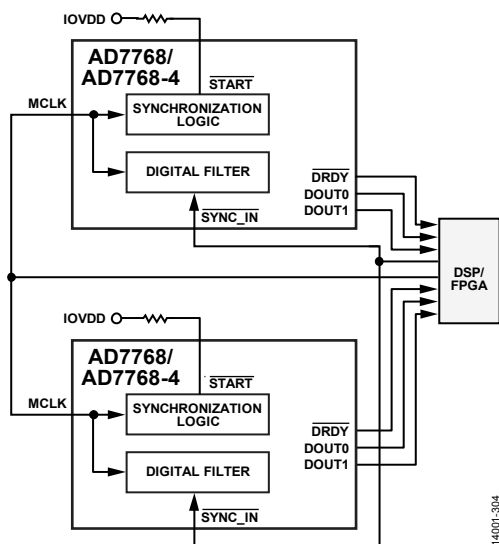 IOVDD
AD7768/
AD7768-4
START
MCLK
SYNCHRONIZATION
LOGIC
DIGITAL FILTER
SYNC_IN
DRDY
DOUT0
DOUT1
DSP/
FPGA
IOVDD
AD7768/
AD7768-4
START
MCLK
SYNCHRONIZATION
LOGIC
DIGITAL FILTER
SYNC_IN
DRDY
DOUT0
DOUT1
14001-304